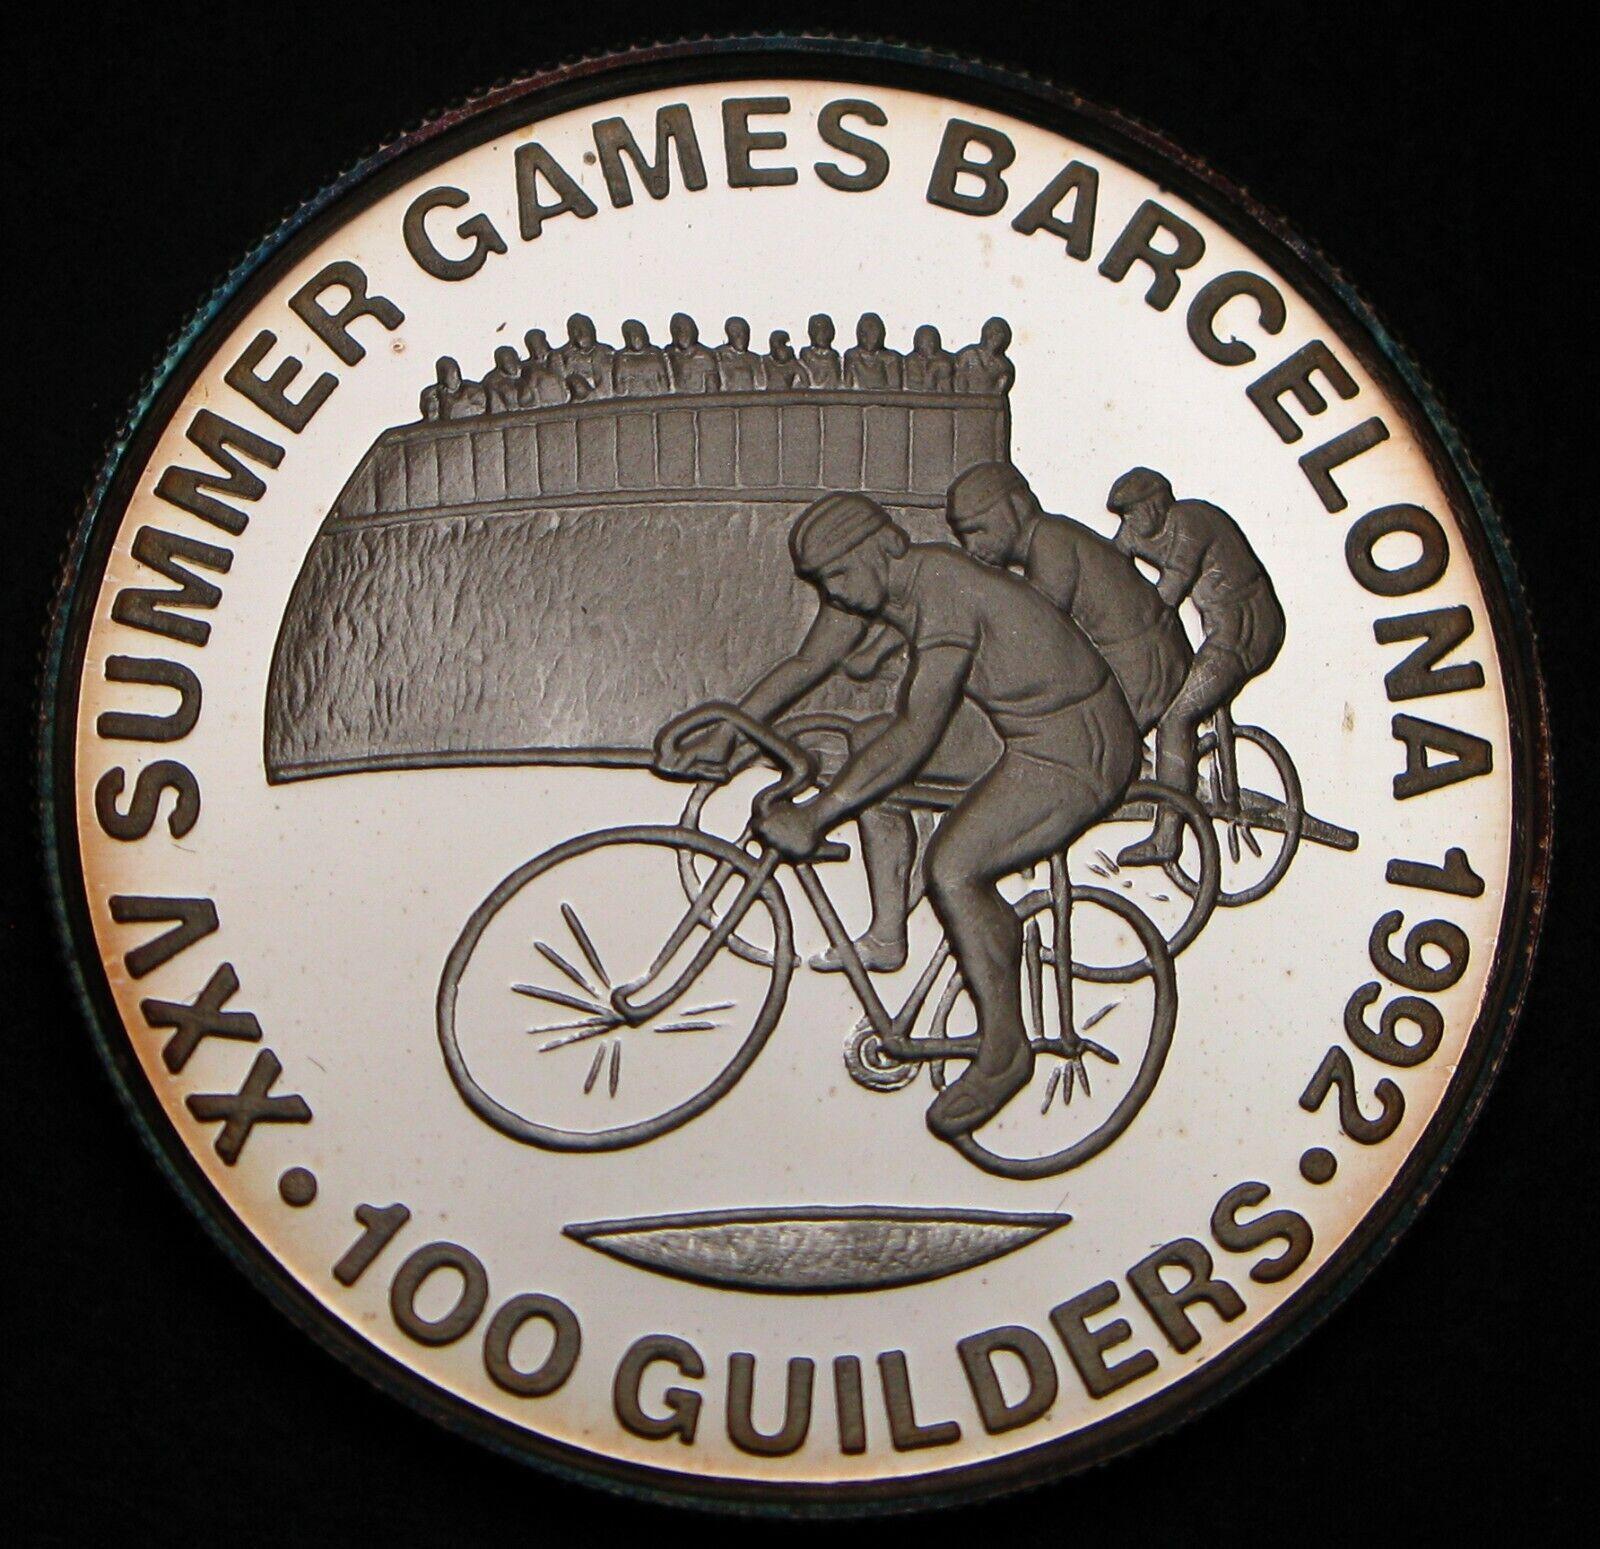 XXV SUMMER GAMES BARCELONA 1992
• 100 GUILDERS •